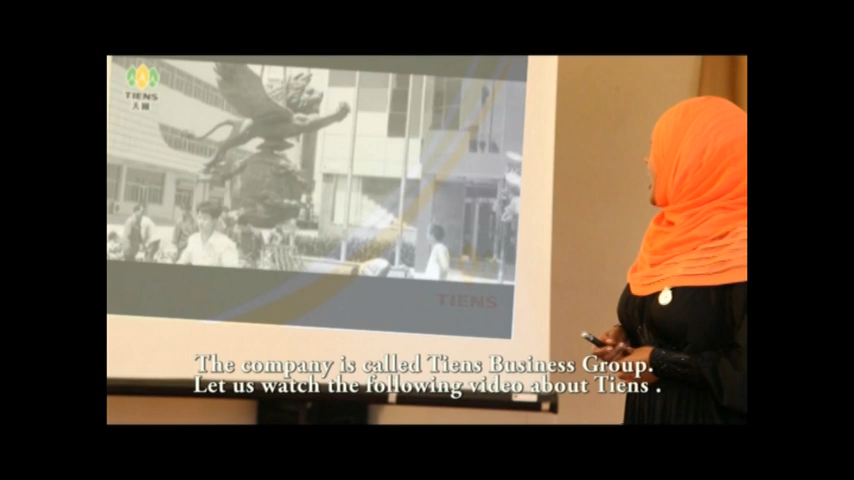 TIENS
天狮
TIENS
The company is called Tiens Business Group.
Let us watch the following video about Tiens .